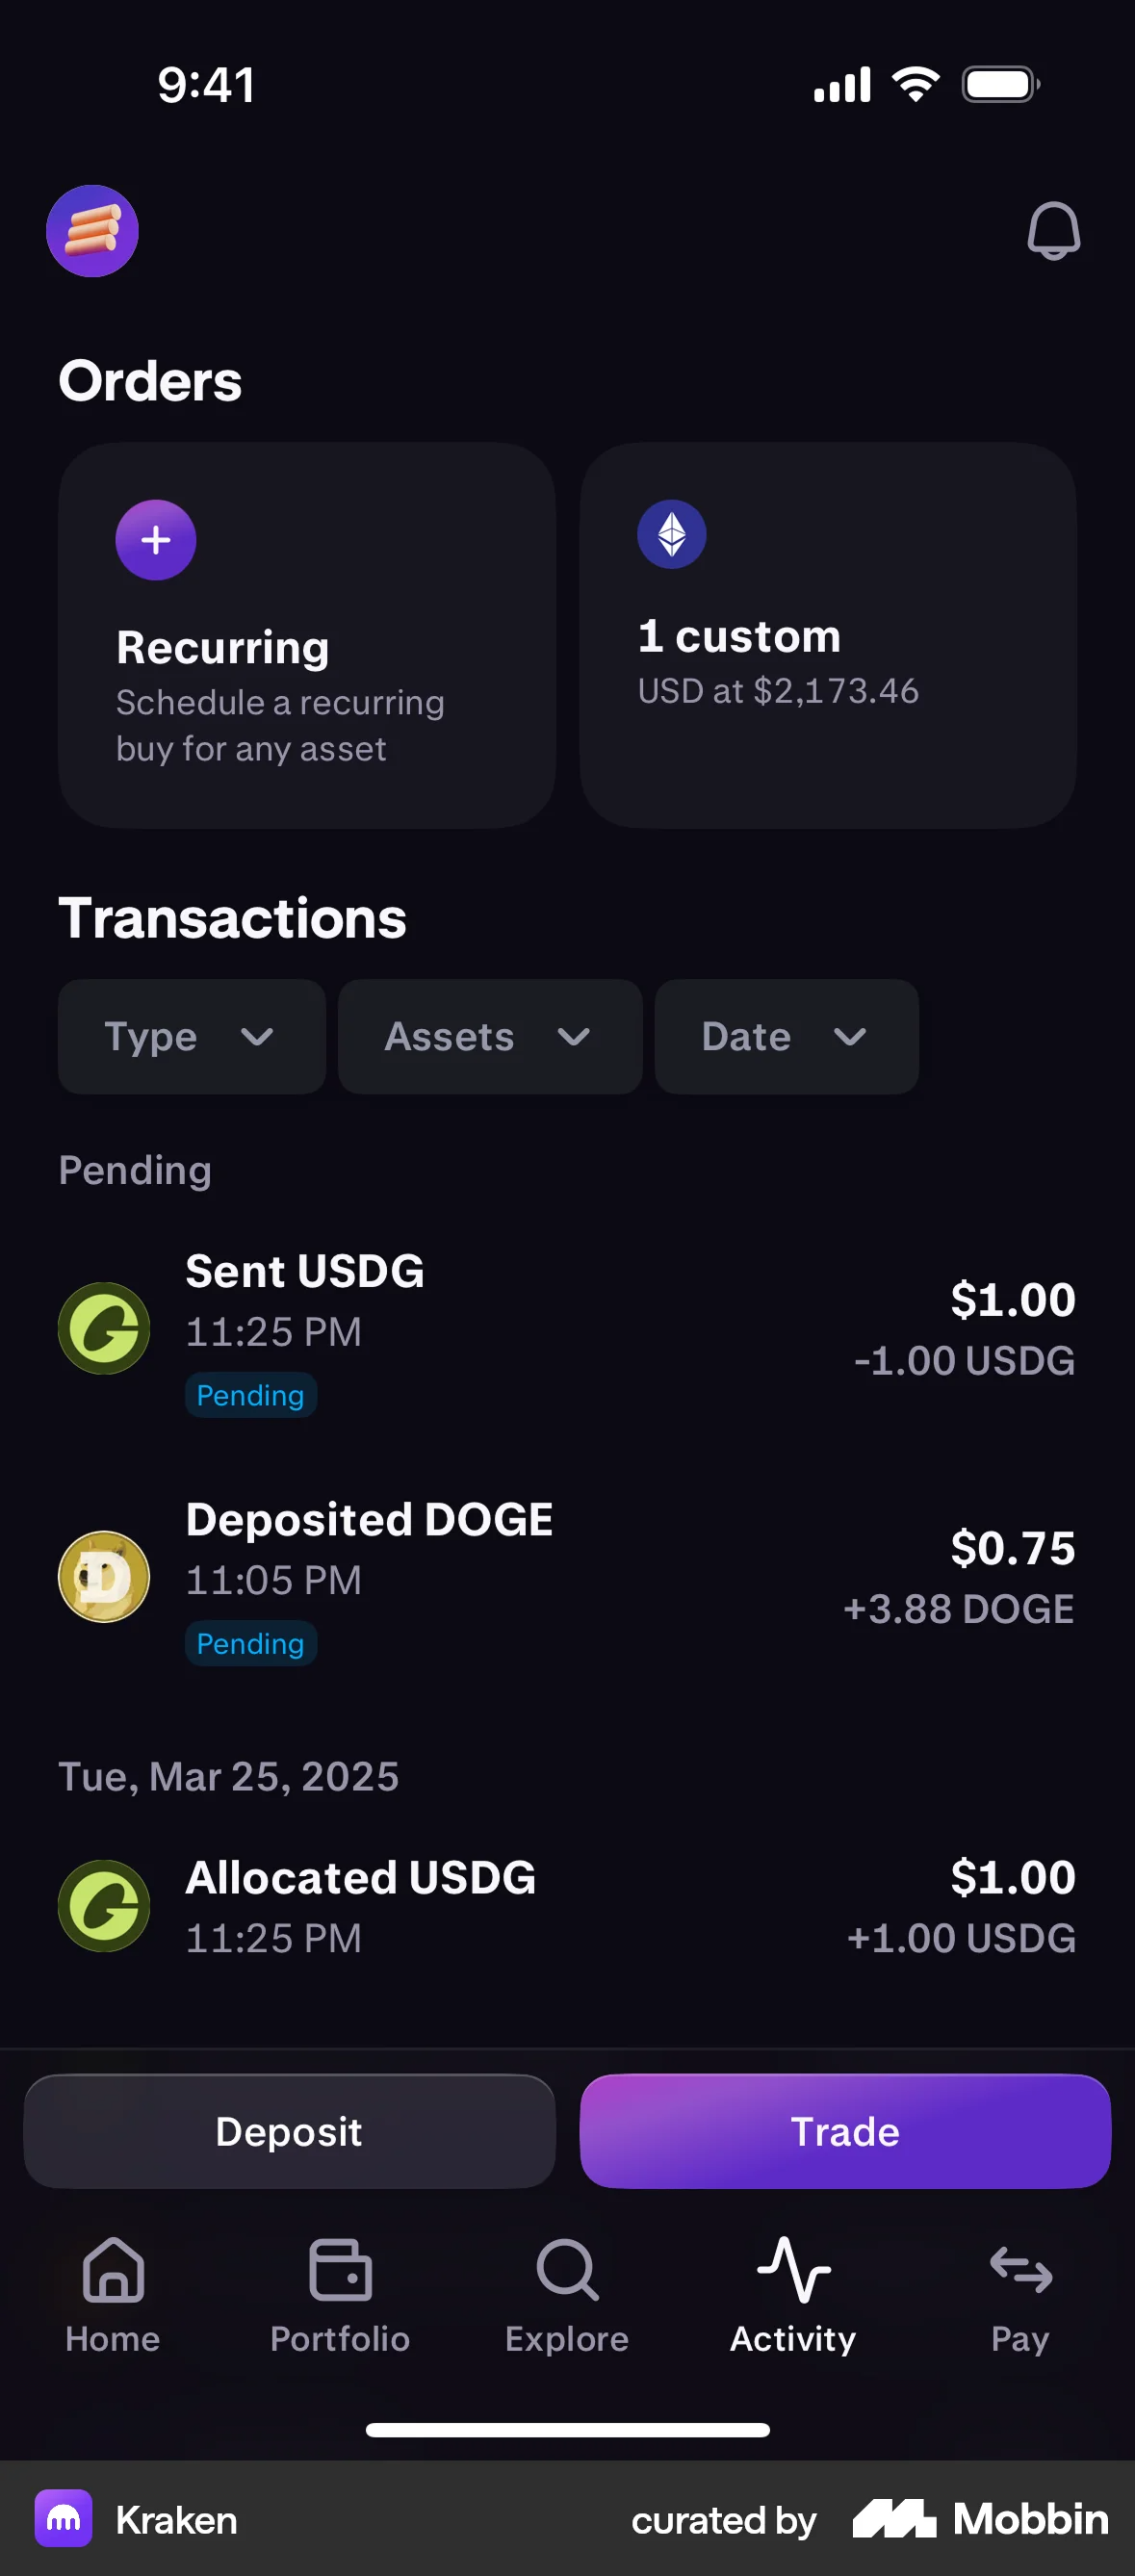 9:41
Orders
Recurring
Schedule a recurring
buy for any asset
1 custom
USD at $2,173.46
Transactions
Type
Assets
Date
Pending
Sent USDG
11:25 PM
Pending
$1.00
-1.00 USDG
Deposited DOGE
11:05 PM
Pending
$0.75
+3.88 DOGE
Tue, Mar 25, 2025
Allocated USDG
11:25 PM
$1.00
+1.00 USDG
Deposit
Trade
Home
Portfolio
Explore
Activity
Pay
Kraken
curated by Mobbin